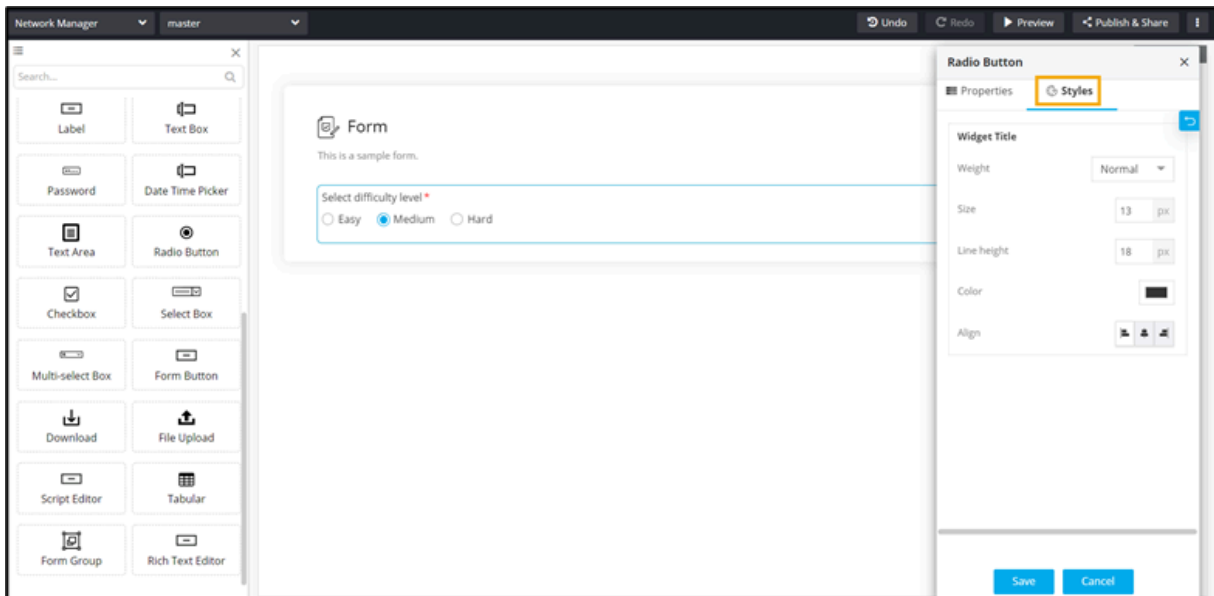 Network Manager master Undo Redo Preview Publish & Share
Search...
Label Text Box
Password Date Time Picker
Text Area Radio Button
Checkbox Select Box
Multi-select Box Form Button
Download File Upload
Script Editor Tabular
Form Group Rich Text Editor
Form
This is a sample form.
Select difficulty level *
Easy Medium Hard
Radio Button
Properties Styles
Widget Title
Weight Normal
Size 13 px
Line height 18 px
Color
Align
Save Cancel